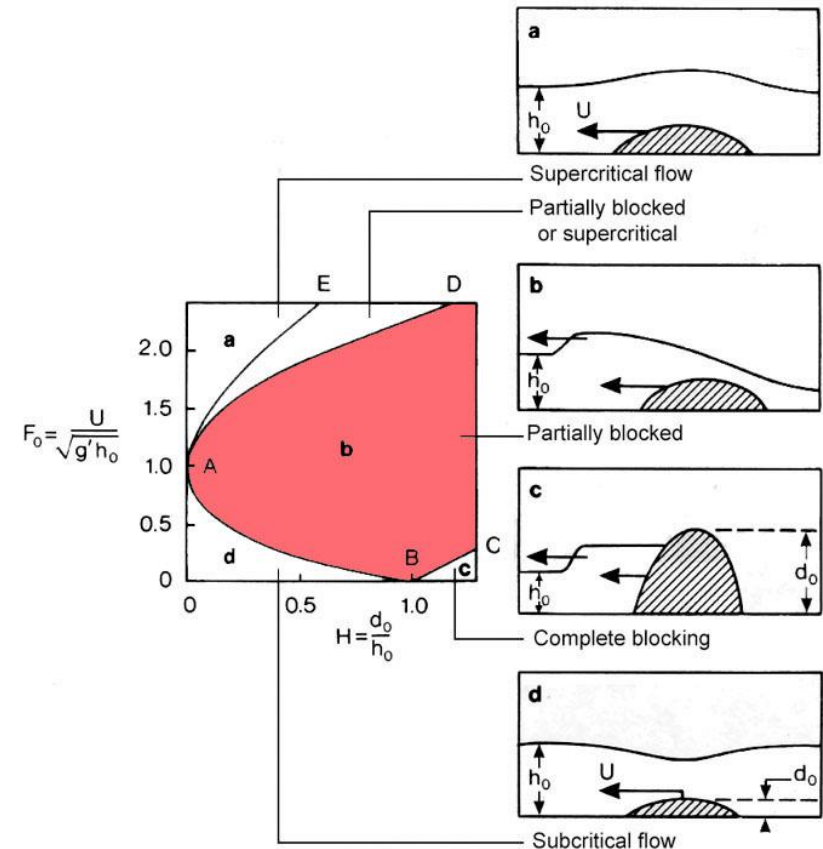 a
h₀
U
Supercritical flow
Partially blocked
or supercritical
E
D
b
h₀
a
2.0
1.5
F₀ = U / √g′h₀
1.0
A
b
Partially blocked
0.5
c
h₀
d₀
d
B
C
c
0
0
0.5
1.0
H = d₀ / h₀
Complete blocking
d
h₀
U
d₀
Subcritical flow